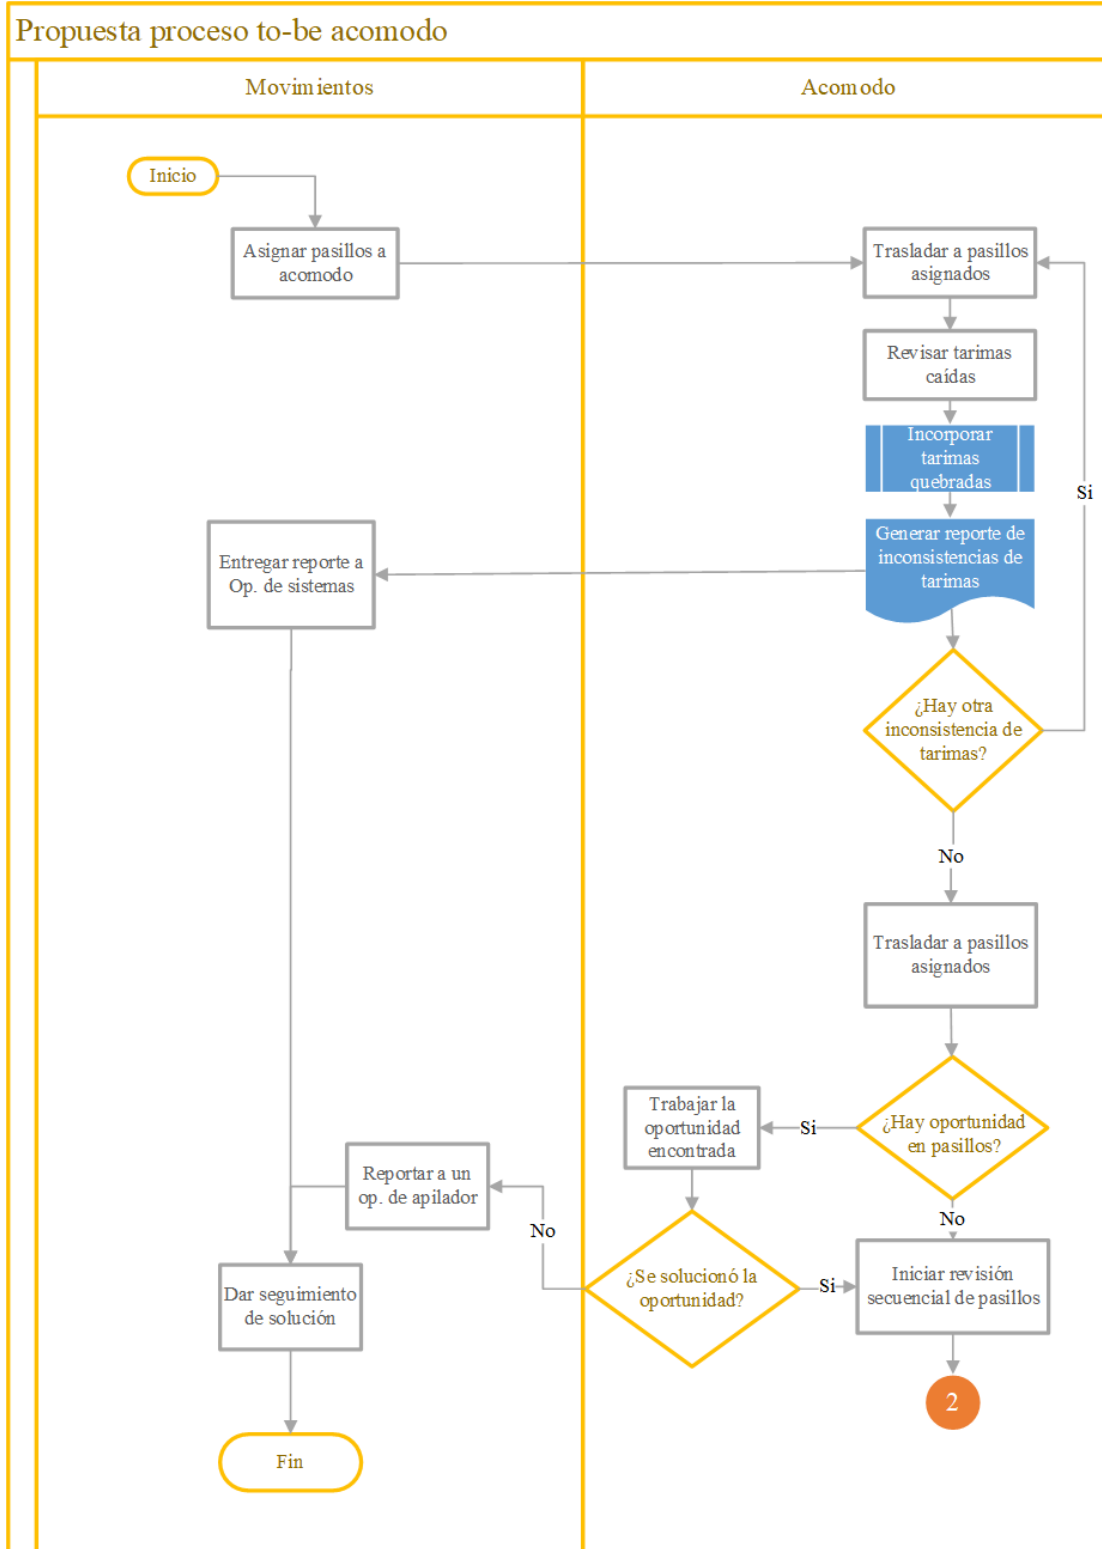 Propuesta proceso to-be acomodo
Movimientos
Acomodo
Inicio
Asignar pasillos a
acomodo
Trasladar a pasillos
asignados
Revisar tarimas
caídas
Incorporar
tarimas
quebradas
Si
Generar reporte de
inconsistencias de
tarimas
Entregar reporte a
Op. de sistemas
¿Hay otra
inconsistencia de
tarimas?
No
Trasladar a pasillos
asignados
¿Hay oportunidad
en pasillos?
Si
Trabajar la
oportunidad
encontrada
Reportar a un
op. de apilador
No
No
¿Se solucionó la
oportunidad?
Si
Iniciar revisión
secuencial de pasillos
Dar seguimiento
de solución
2
Fin